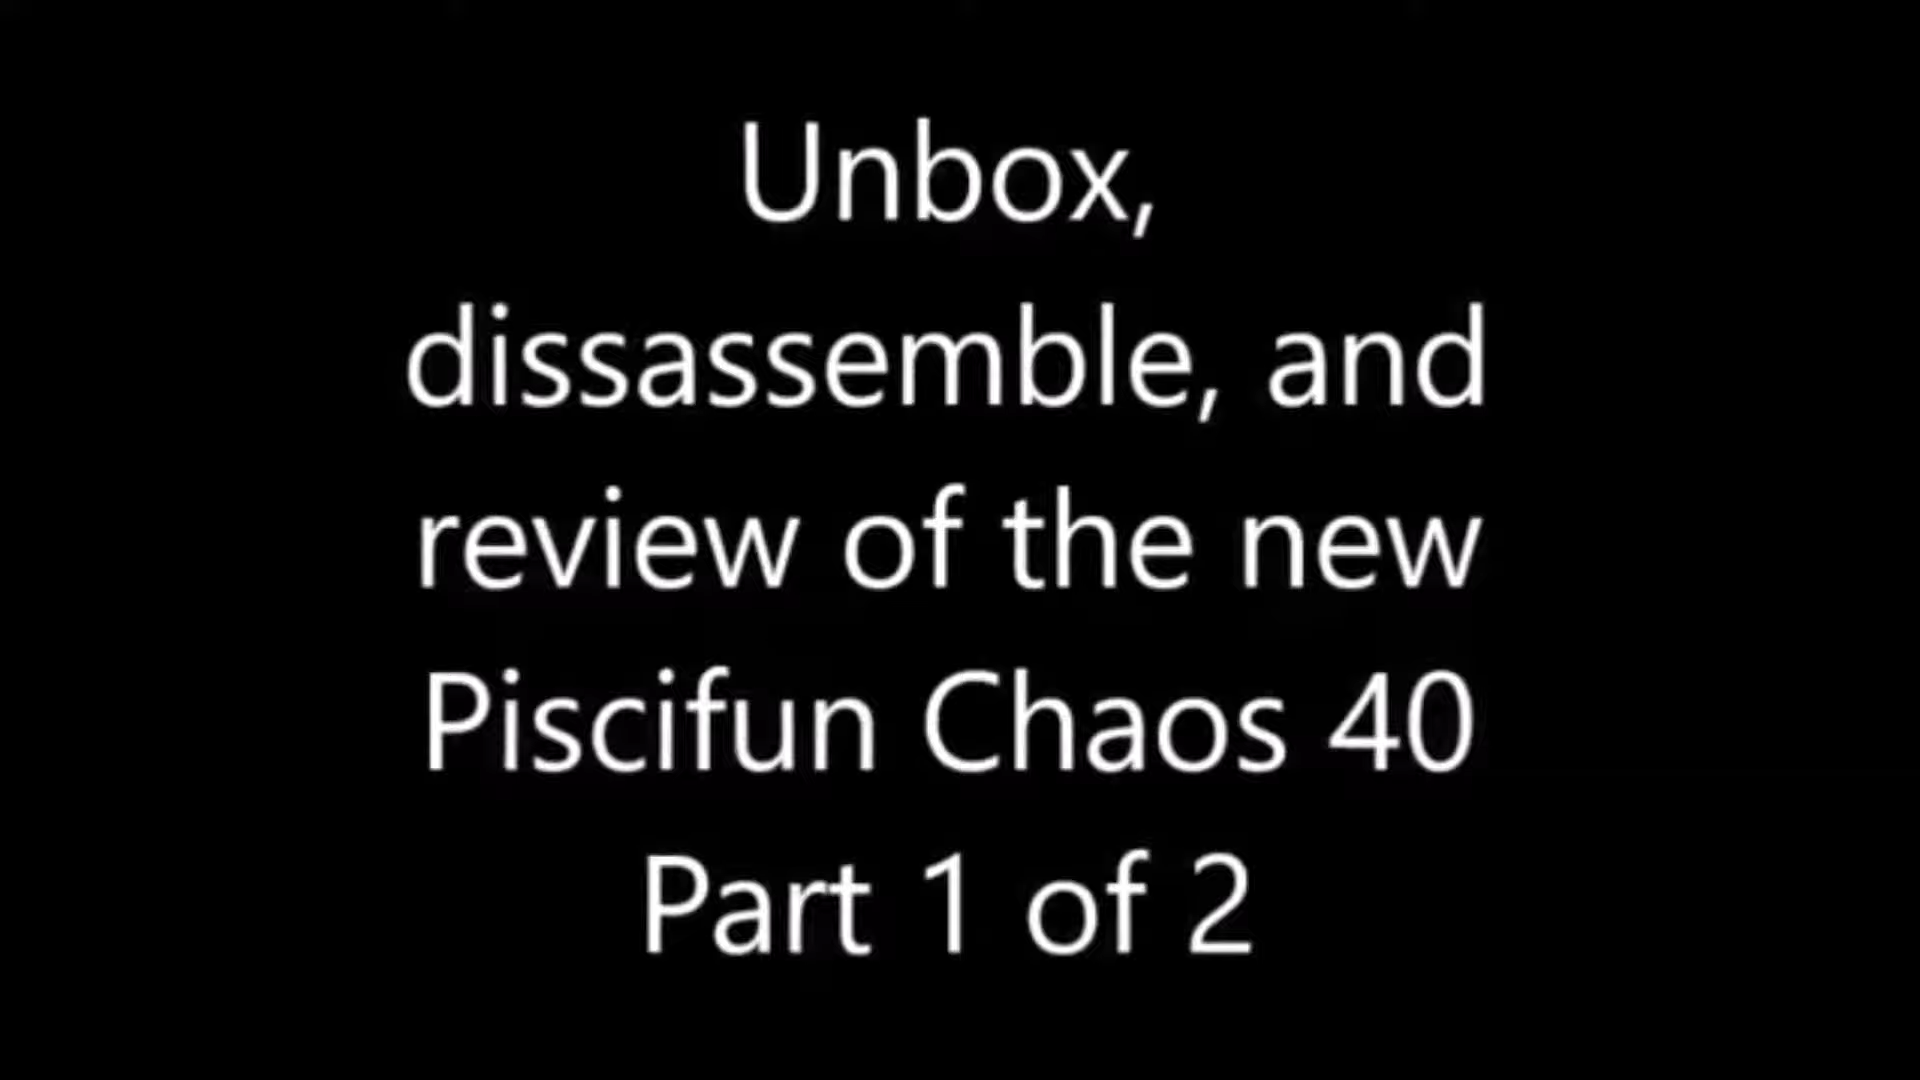 Unbox,
dissassemble, and
review of the new
Piscifun Chaos 40
Part 1 of 2